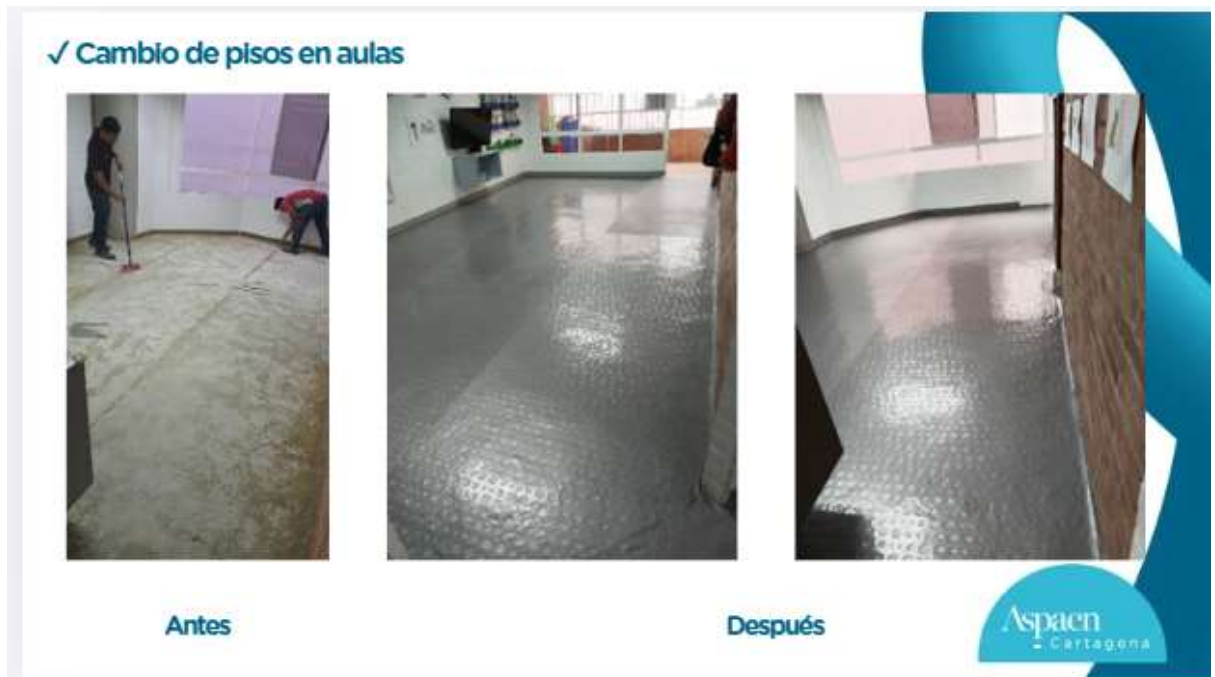 ✓ Cambio de pisos en aulas
Antes
Después
Aspaen
Cartagena